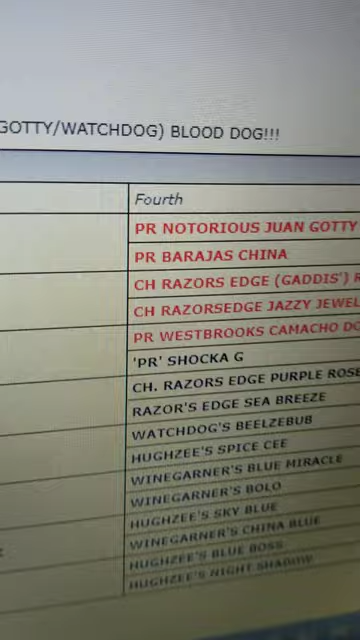 GOTTY/WATCHDOG) BLOOD DOG!!!
Fourth
PR NOTORIOUS JUAN GOTTY
PR BARAJAS CHINA
CH RAZORS EDGE (GADDIS') R
CH RAZORSEDGE JAZZY JEWEL
PR WESTBROOKS CAMACHO DO
'PR' SHOCKA G
CH. RAZORS EDGE PURPLE ROSE
RAZOR'S EDGE SEA BREEZE
WATCHDOG'S BEELZEBUB
HUGHZEE'S SPICE CEE
WINEGARNER'S BLUE MIRACLE
WINEGARNER'S BOLO
HUGHZEE'S SKY BLUE
WINEGARNER'S CHINA BLUE
HUGHZEE'S BLUE BOSS
HUGHZEE'S NIGHT SHADOW